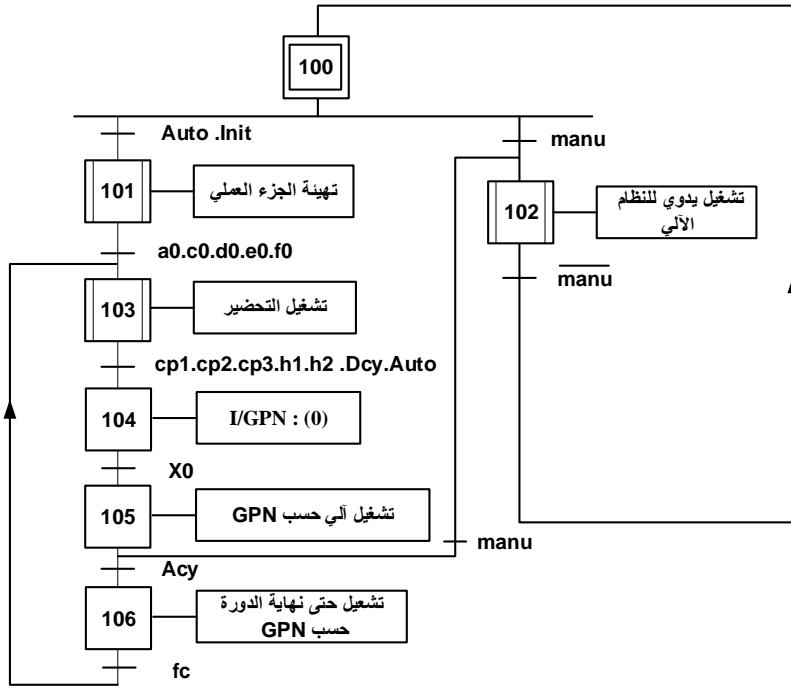 100
Auto .Init
manu
101
تهيئة الجزء العملي
102
تشغيل يدوي للنظام
الآلي
a0.c0.d0.e0.f0
manu
103
تشغيل التحضير
cp1.cp2.cp3.h1.h2 .Dcy.Auto
104
I/GPN : (0)
X0
105
تشغيل آلي حسب GPN
manu
Acy
106
تشعيل حتى نهاية الدورة
حسب GPN
fc